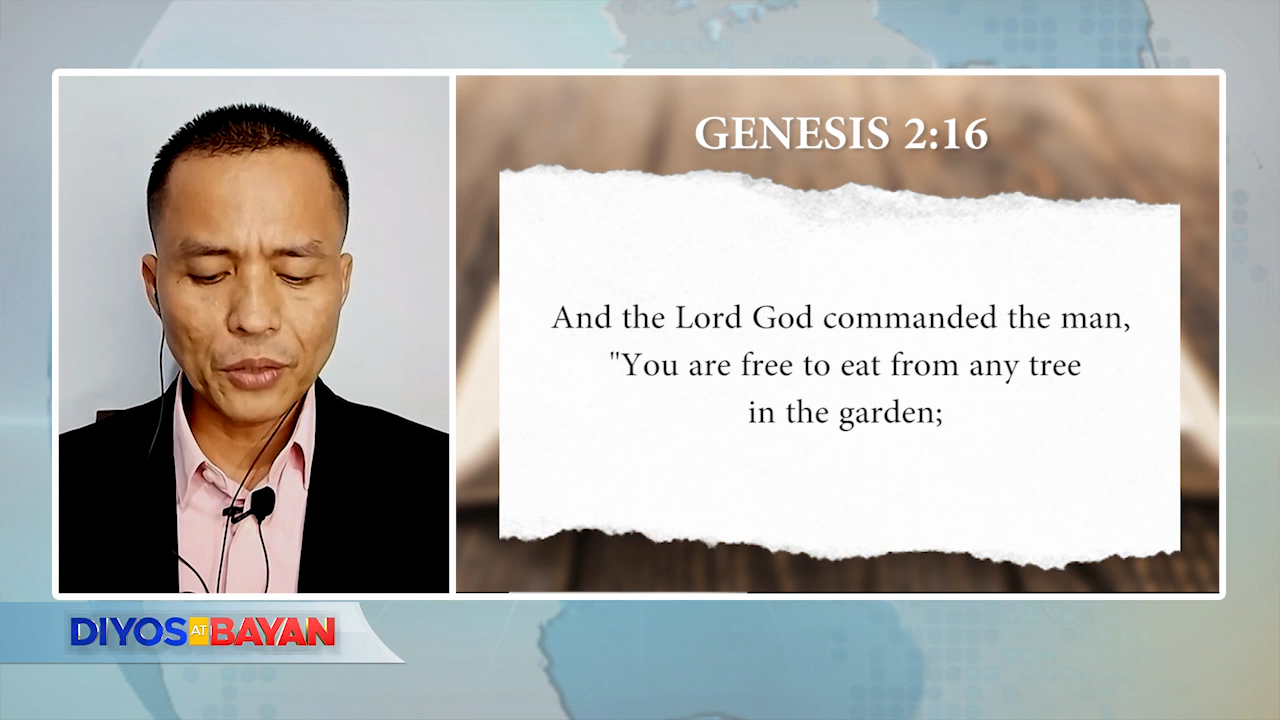 GENESIS 2:16
And the Lord God commanded the man,
"You are free to eat from any tree
in the garden;
DIYOS AT BAYAN